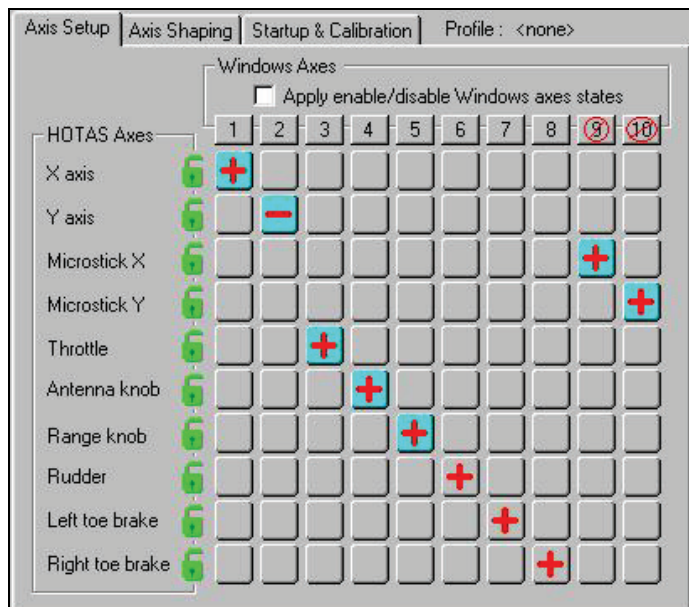 Axis Setup Axis Shaping Startup & Calibration Profile : <none>
Windows Axes
Apply enable/disable Windows axes states
HOTAS Axes 1 2 3 4 5 6 7 8 9 10
X axis
Y axis
Microstick X
Microstick Y
Throttle
Antenna knob
Range knob
Rudder
Left toe brake
Right toe brake